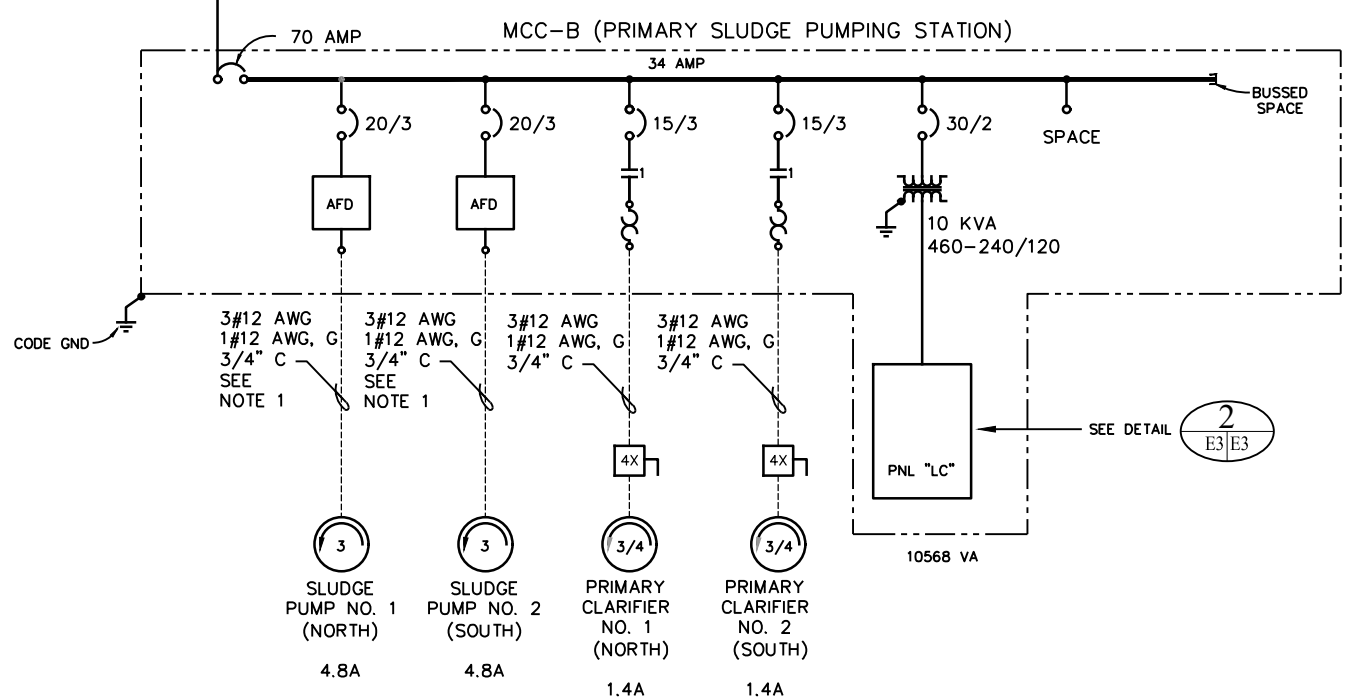 MCC-B (PRIMARY SLUDGE PUMPING STATION)
70 AMP
34 AMP
BUSSED
SPACE
20/3
20/3
15/3
15/3
30/2
SPACE
1
1
AFD
AFD
10 KVA
460-240/120
CODE GND
3#12 AWG
1#12 AWG, G
3/4" C
SEE
NOTE 1
3#12 AWG
1#12 AWG, G
3/4" C
SEE
NOTE 1
3#12 AWG
1#12 AWG, G
3/4" C
3#12 AWG
1#12 AWG, G
3/4" C
4X
4X
PNL "LC"
SEE DETAIL
2
E3 E3
10568 VA
3
SLUDGE
PUMP NO. 1
(NORTH)
4.8A
3
SLUDGE
PUMP NO. 2
(SOUTH)
4.8A
3/4
PRIMARY
CLARIFIER
NO. 1
(NORTH)
1.4A
3/4
PRIMARY
CLARIFIER
NO. 2
(SOUTH)
1.4A